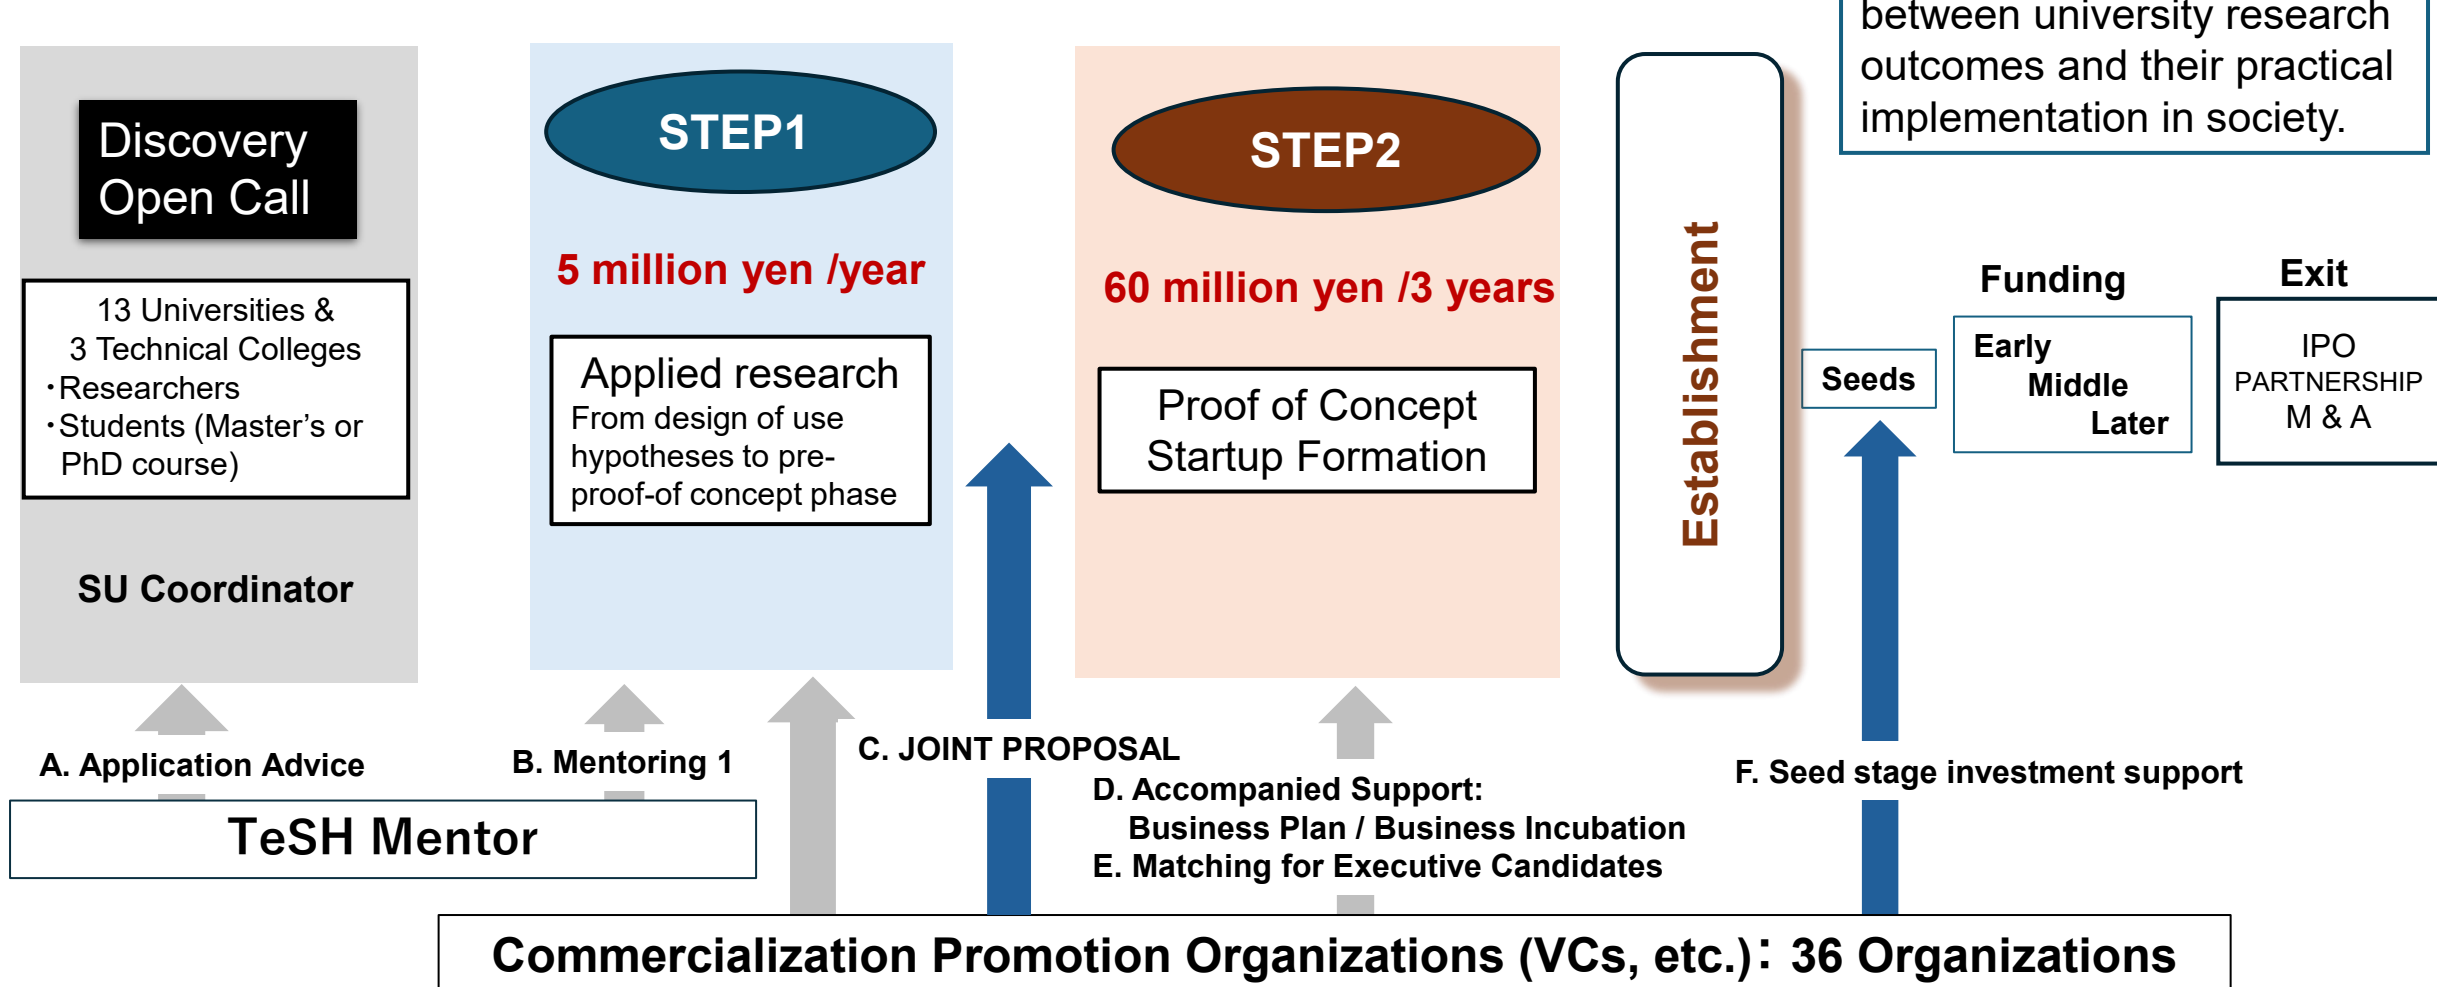 between university research
outcomes and their practical
implementation in society.
Discovery
Open Call
13 Universities &
3 Technical Colleges
・Researchers
・Students (Master’s or
PhD course)
SU Coordinator
STEP1
5 million yen /year
Applied research
From design of use
hypotheses to pre-
proof-of concept phase
STEP2
60 million yen /3 years
Proof of Concept
Startup Formation
Establishment
Seeds
Funding
Early
Middle
Later
Exit
IPO
PARTNERSHIP
M & A
A. Application Advice
B. Mentoring 1
C. JOINT PROPOSAL
D. Accompanied Support:
Business Plan / Business Incubation
E. Matching for Executive Candidates
F. Seed stage investment support
TeSH Mentor
Commercialization Promotion Organizations (VCs, etc.)：36 Organizations